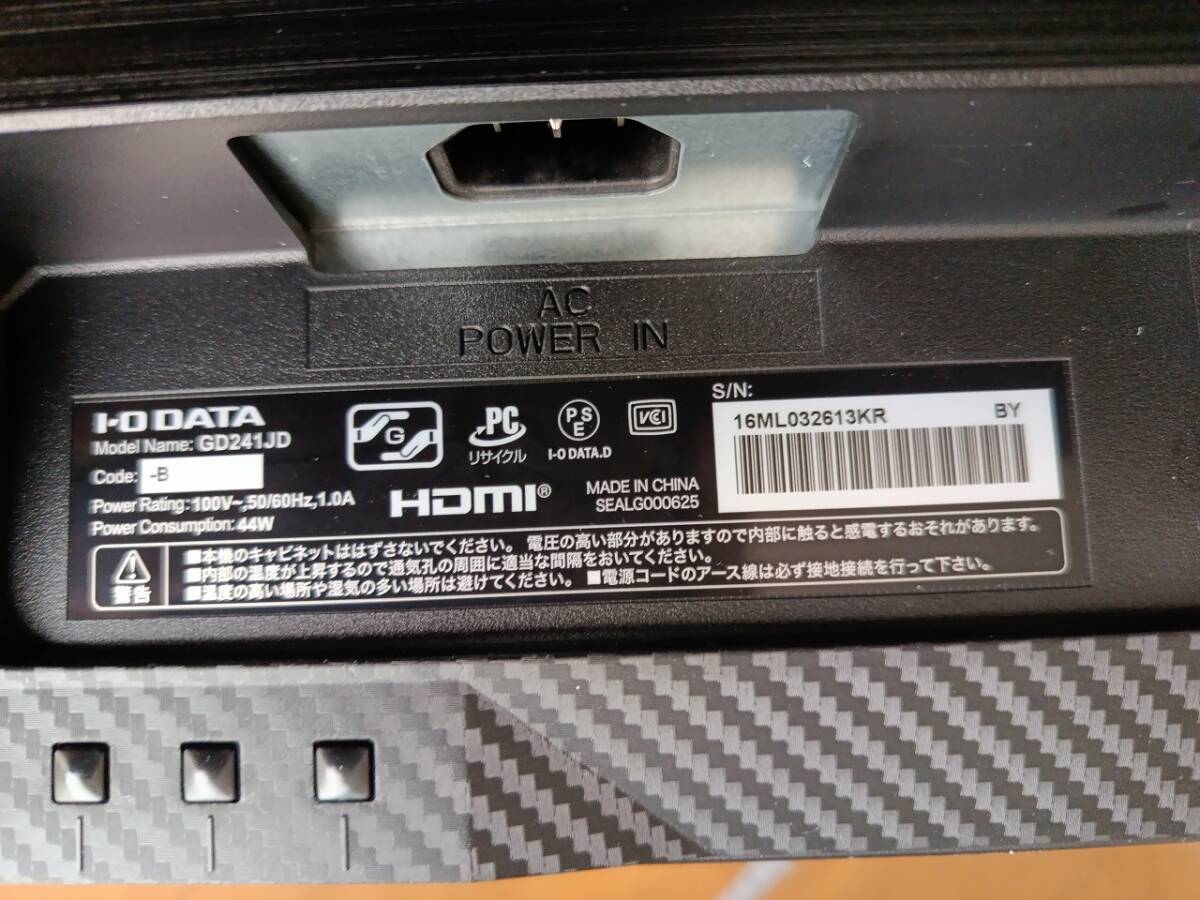 AC
POWER IN
I-O DATA
Model Name: GD241JD
Code: -B
Power Rating: 100V~,50/60Hz,1.0A
Power Consumption: 44W
G
PC
リサイクル
PS
E
I-O DATA.D
VCI
HDMI®
MADE IN CHINA
SEALG000625
S/N:
16ML032613KR BY
警告
■本機のキャビネットははずさないでください。 電圧の高い部分がありますので内部に触ると感電するおそれがあります。
■内部の温度が上昇するので通気孔の周囲に適当な間隔をおいてください。
■温度の高い場所や湿気の多い場所は避けてください。 ■電源コードのアース線は必ず接地接続を行って下さい。